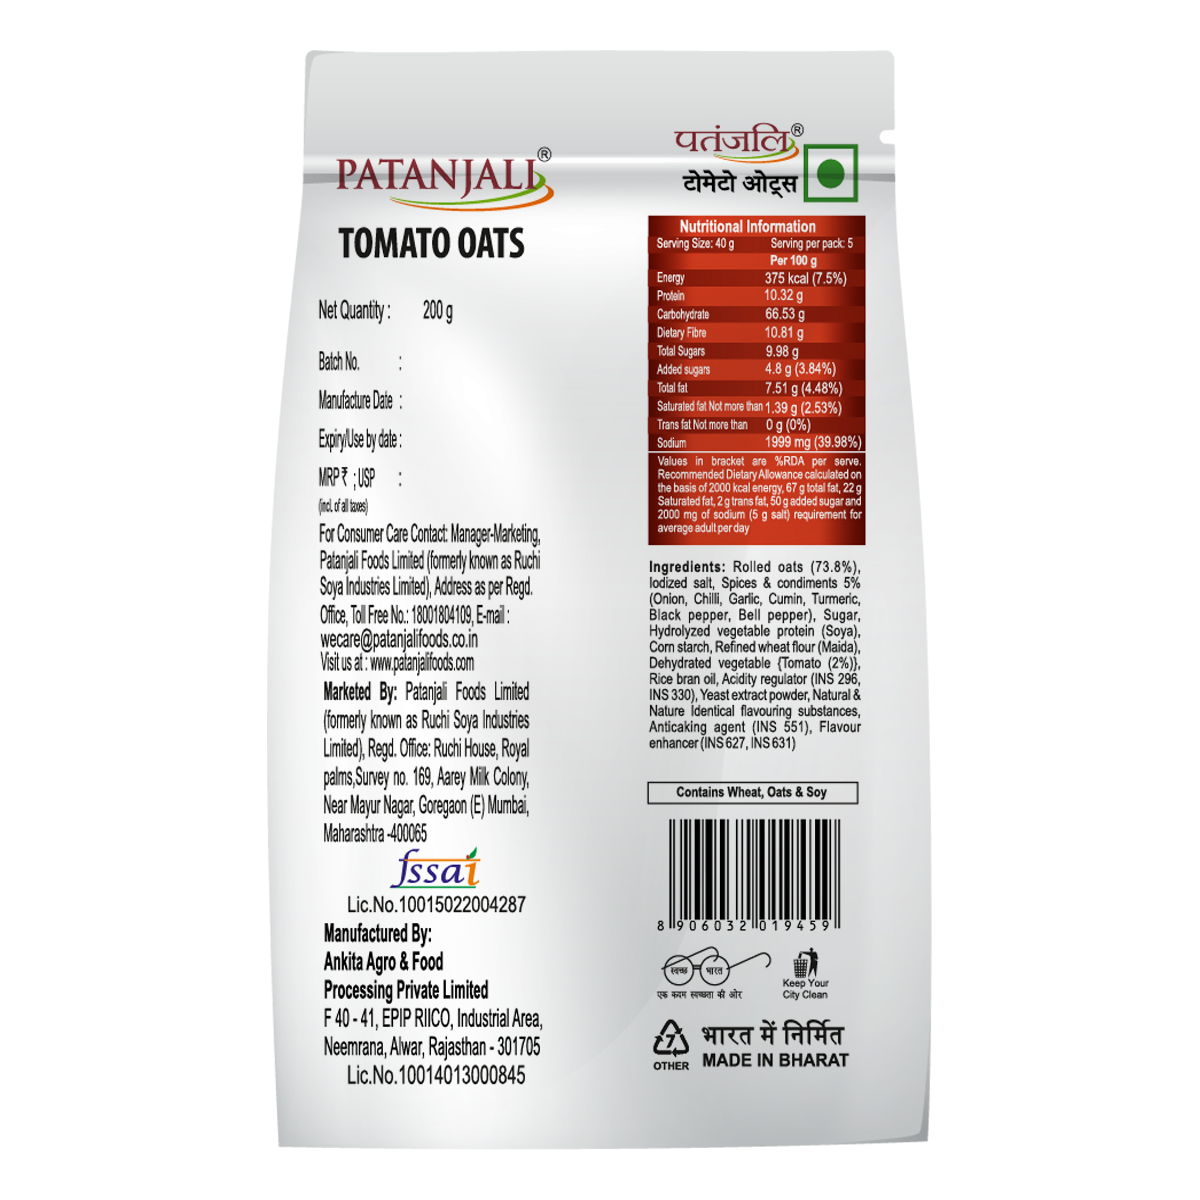 PATANJALI®
TOMATO OATS
Net Quantity : 200 g
Batch No. :
Manufacture Date :
Expiry/Use by date :
MRP ₹ ; USP :
(incl. of all taxes)
For Consumer Care Contact: Manager-Marketing,
Patanjali Foods Limited (formerly known as Ruchi
Soya Industries Limited), Address as per Regd.
Office, Toll Free No.: 18001804109, E-mail :
wecare@patanjalifoods.co.in
Visit us at : www.patanjalifoods.com
Marketed By: Patanjali Foods Limited
(formerly known as Ruchi Soya Industries
Limited), Regd. Office: Ruchi House, Royal
palms,Survey no. 169, Aarey Milk Colony,
Near Mayur Nagar, Goregaon (E) Mumbai,
Maharashtra -400065
fssai
Lic.No.10015022004287
Manufactured By:
Ankita Agro & Food
Processing Private Limited
F 40 - 41, EPIP RIICO, Industrial Area,
Neemrana, Alwar, Rajasthan - 301705
Lic.No.10014013000845
पतंजलि®
टोमेटो ओट्स
Nutritional Information
Serving Size: 40 g Serving per pack: 5
Per 100 g
Energy 375 kcal (7.5%)
Protein 10.32 g
Carbohydrate 66.53 g
Dietary Fibre 10.81 g
Total Sugars 9.98 g
Added sugars 4.8 g (3.84%)
Total fat 7.51 g (4.48%)
Saturated fat Not more than 1.39 g (2.53%)
Trans fat Not more than 0 g (0%)
Sodium 1999 mg (39.98%)
Values in bracket are %RDA per serve.
Recommended Dietary Allowance calculated on
the basis of 2000 kcal energy, 67 g total fat, 22 g
Saturated fat, 2 g trans fat, 50 g added sugar and
2000 mg of sodium (5 g salt) requirement for
average adult per day
Ingredients: Rolled oats (73.8%),
Iodized salt, Spices & condiments 5%
(Onion, Chilli, Garlic, Cumin, Turmeric,
Black pepper, Bell pepper), Sugar,
Hydrolyzed vegetable protein (Soya),
Corn starch, Refined wheat flour (Maida),
Dehydrated vegetable {Tomato (2%)},
Rice bran oil, Acidity regulator (INS 296,
INS 330), Yeast extract powder, Natural &
Nature Identical flavouring substances,
Anticaking agent (INS 551), Flavour
enhancer (INS 627, INS 631)
Contains Wheat, Oats & Soy
8 906032 019459
स्वच्छ भारत
एक कदम स्वच्छता की ओर
Keep Your
City Clean
7
OTHER
भारत में निर्मित
MADE IN BHARAT